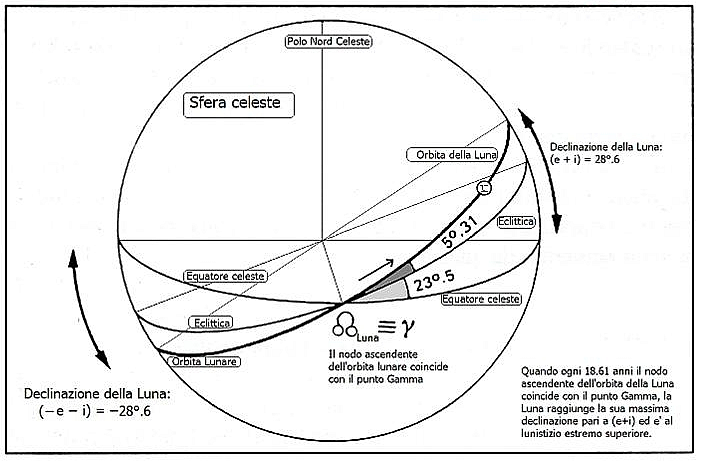 Polo Nord Celeste
Sfera celeste
Orbita della Luna
Declinazione della Luna:
(e + i) = 28°.6
Eclittica
5°.31
23°.5
Equatore celeste
Equatore celeste
Eclittica
Orbita Lunare
Luna ≡ γ
Il nodo ascendente
dell'orbita lunare coincide
con il punto Gamma
Declinazione della Luna:
(−e − i) = −28°.6
Quando ogni 18.61 anni il nodo
ascendente dell'orbita della Luna
coincide con il punto Gamma, la
Luna raggiunge la sua massima
declinazione pari a (e+i) ed e' al
lunistizio estremo superiore.